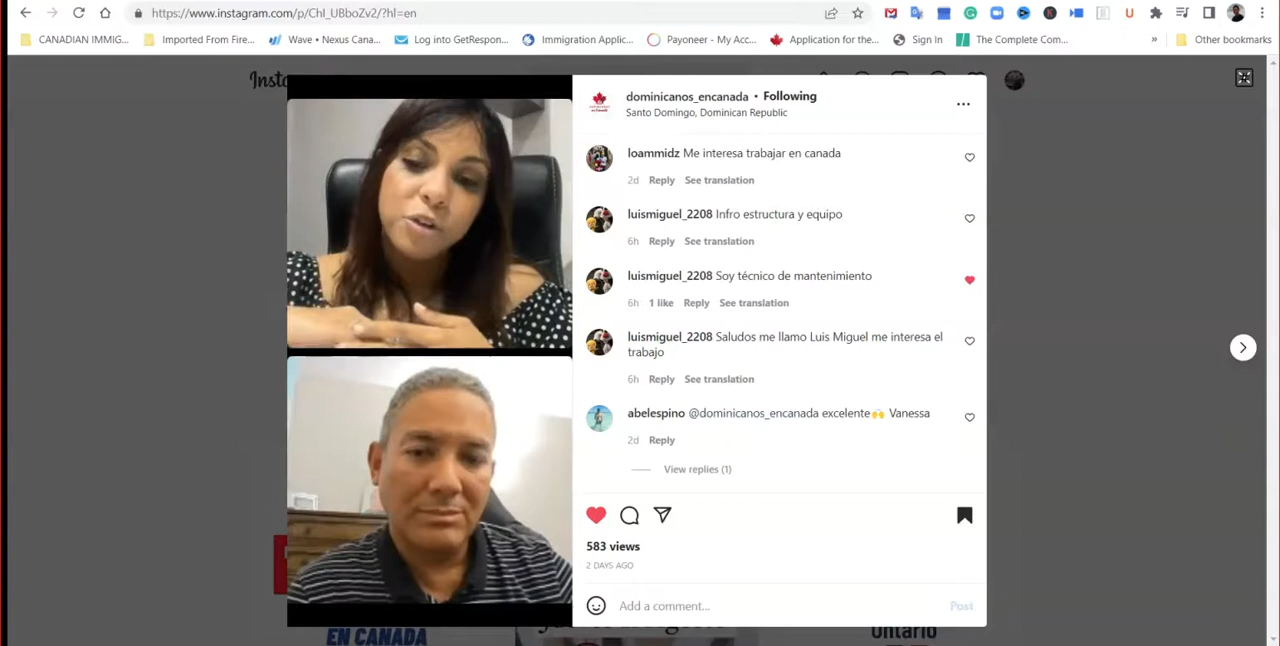 https://www.instagram.com/p/ChI_UBboZv2/?hl=en
CANADIAN IMMIG...
Imported From Fire...
Wave • Nexus Cana...
Log into GetRespon...
Immigration Applic...
Payoneer - My Acc...
Application for the...
Sign In
The Complete Com...
»
Other bookmarks
Insta
dominicanos_encanada • Following
Santo Domingo, Dominican Republic
loammidz Me interesa trabajar en canada
2d Reply See translation
luismiguel_2208 Infro estructura y equipo
6h Reply See translation
luismiguel_2208 Soy técnico de mantenimiento
6h 1 like Reply See translation
luismiguel_2208 Saludos me llamo Luis Miguel me interesa el
trabajo
6h Reply See translation
abelespino @dominicanos_encanada excelente🙌 Vanessa
2d Reply
View replies (1)
583 views
2 DAYS AGO
Add a comment...
Post
EN CANADA
Ontario